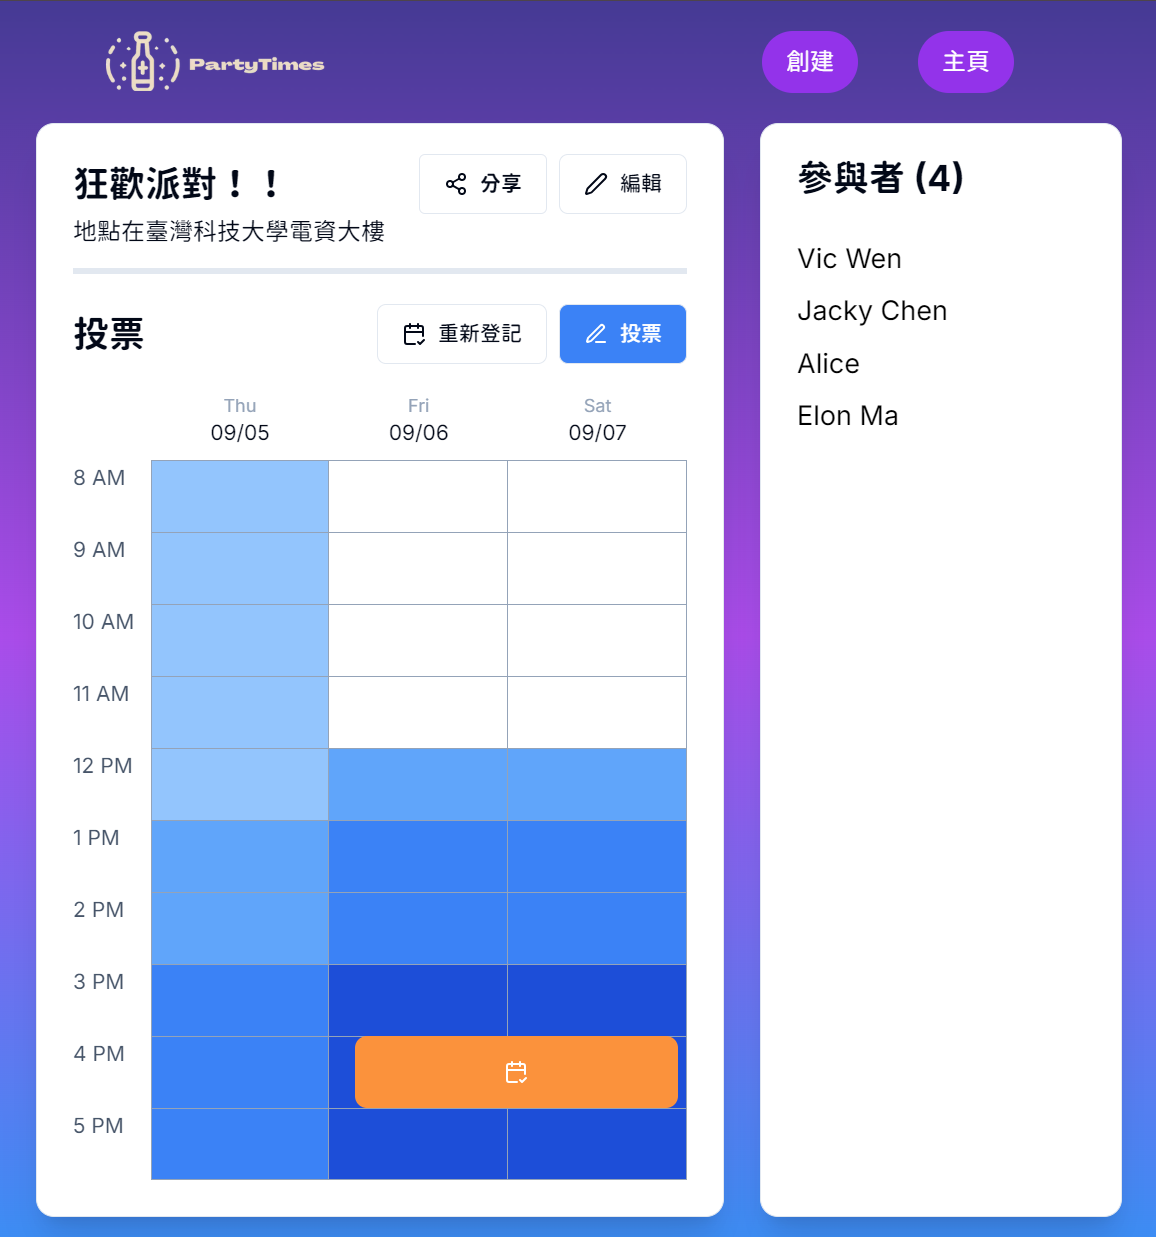 PartyTimes
創建
主頁
狂歡派對！！
分享
編輯
地點在臺灣科技大學電資大樓
投票
重新登記
投票
Thu
Fri
Sat
09/05
09/06
09/07
8 AM
9 AM
10 AM
11 AM
12 PM
1 PM
2 PM
3 PM
4 PM
5 PM
參與者 (4)
Vic Wen
Jacky Chen
Alice
Elon Ma